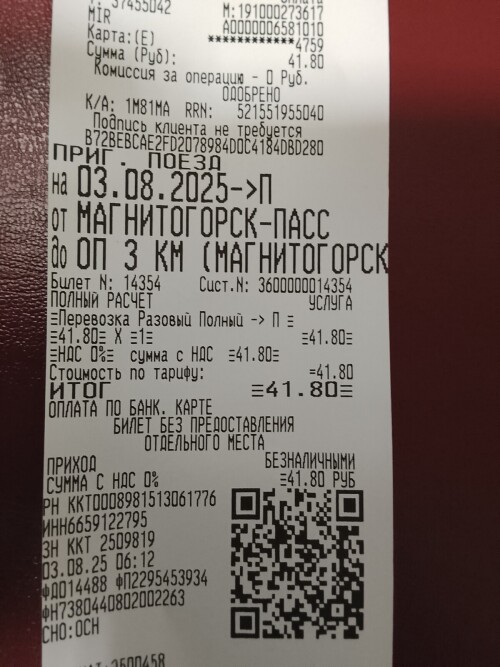 37455042
М:191000273617
MIR
A0000006581010
Карта:(E) ************4759
Сумма (Руб): 41.80
Комиссия за операцию - 0 Руб.
ОДОБРЕНО
К/А: 1M81MA RRN: 521551955040
Подпись клиента не требуется
B72BEBCAE2FD2078984D0C4184DBD280
ПРИГ. ПОЕЗД
на 03.08.2025->П
от МАГНИТОГОРСК-ПАСС
до ОП 3 КМ (МАГНИТОГОРСК
Билет N: 14354 Сист.N: 3600000014354
ПОЛНЫЙ РАСЧЕТ УСЛУГА
≡Перевозка Разовый Полный -> П ≡
≡41.80≡ X ≡1≡ ≡41.80≡
≡НДС 0%≡ сумма с НДС ≡41.80≡
Стоимость по тарифу: =41.80
ИТОГ ≡41.80≡
ОПЛАТА ПО БАНК. КАРТЕ
БИЛЕТ БЕЗ ПРЕДОСТАВЛЕНИЯ
ОТДЕЛЬНОГО МЕСТА
ПРИХОД БЕЗНАЛИЧНЫМИ
СУММА С НДС 0% ≡41.80 РУБ
РН ККТ0008981513061776
ИНН6659122795
ЗН ККТ 2509819
03.08.25 06:12
ФД014488 ФП2295453934
ФН7380440802002263
СНО:ОСН